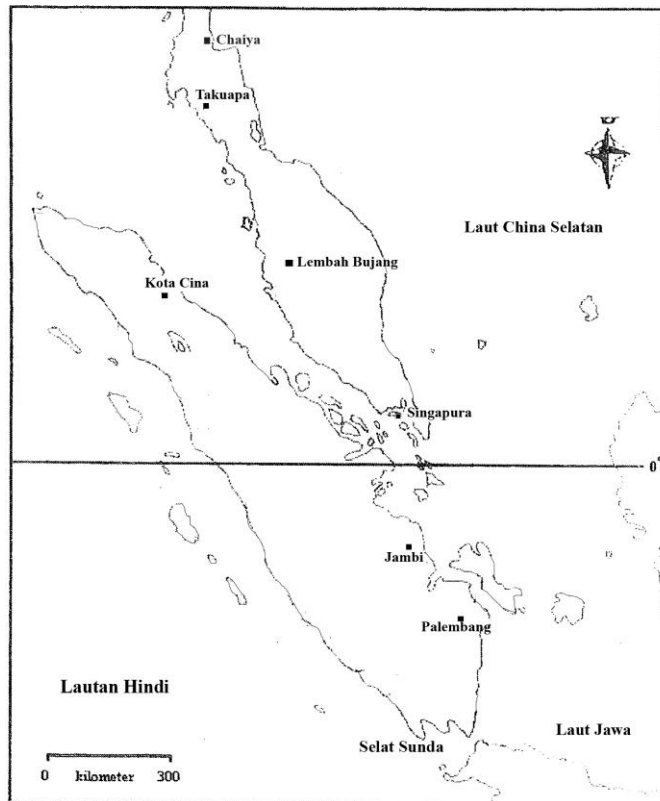 Chaiya
Takuapa
Laut China Selatan
Lembah Bujang
Kota Cina
Singapura
0°
Jambi
Palembang
Lautan Hindi
Laut Jawa
Selat Sunda
0 kilometer 300